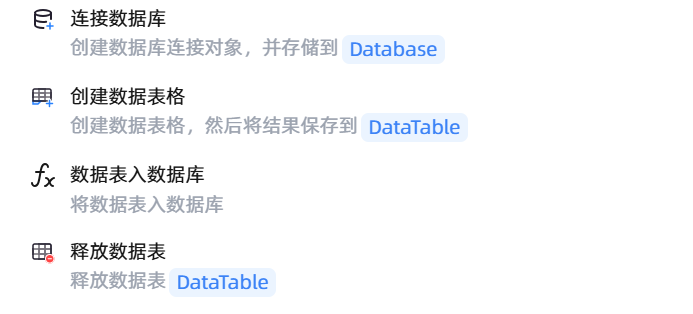 连接数据库
创建数据库连接对象，并存储到 Database
创建数据表格
创建数据表格，然后将结果保存到 DataTable
fx 数据表入数据库
将数据表入数据库
释放数据表
释放数据表 DataTable